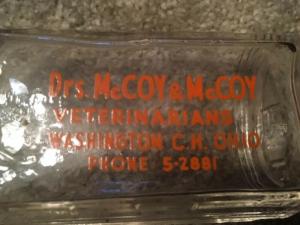 Drs. McCOY & McCOY
VETERINARIANS
WASHINGTON C.H. OHIO
PHONE 5-2881